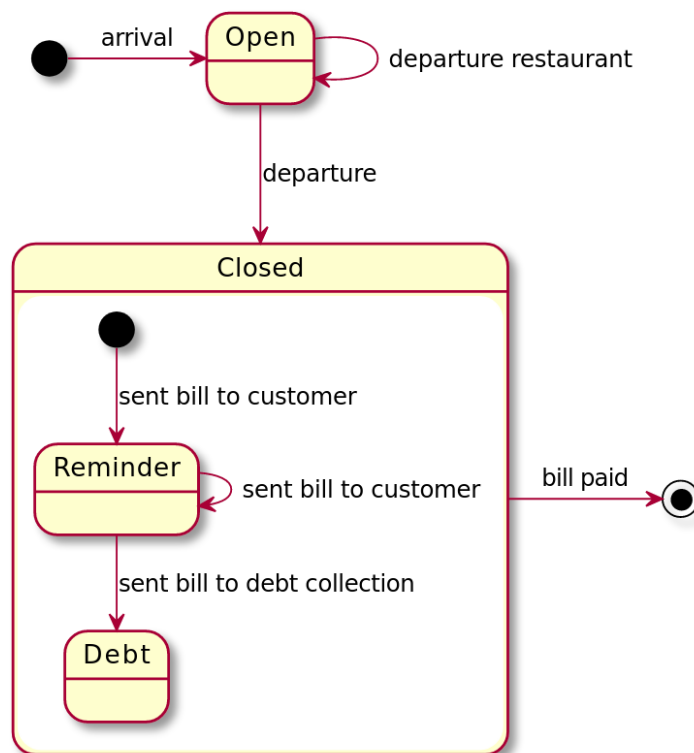 arrival
Open
departure restaurant
departure
Closed
sent bill to customer
Reminder
sent bill to customer
bill paid
sent bill to debt collection
Debt